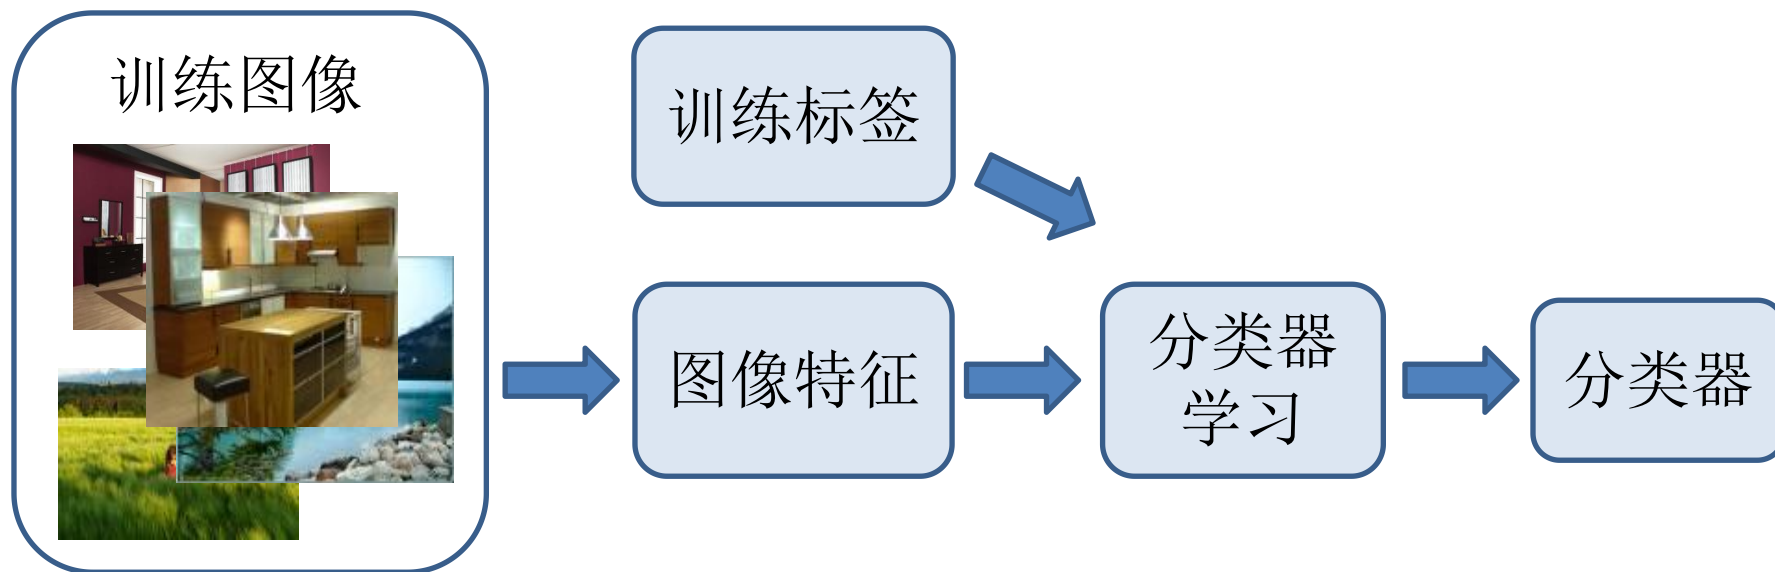 训练图像
训练标签
图像特征
分类器
学习
分类器